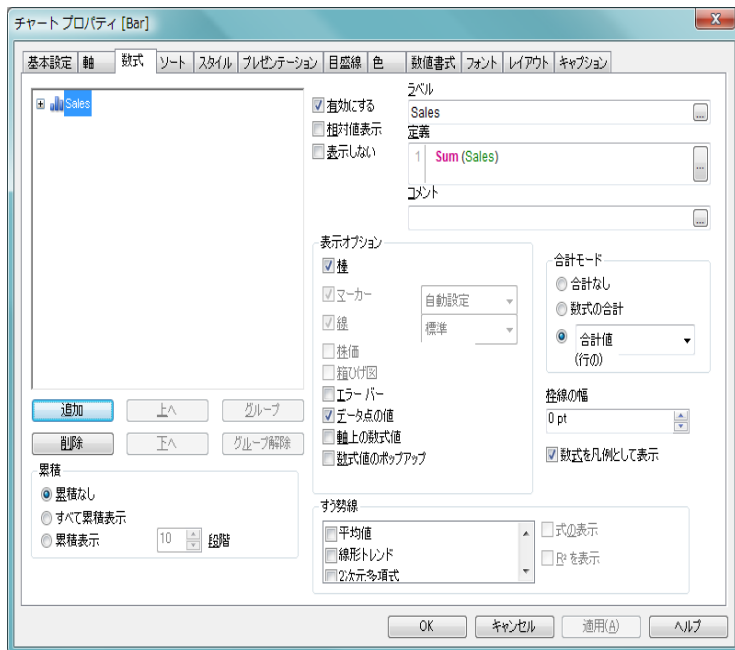 チャート プロパティ [Bar]
基本設定 軸 数式 ソート スタイル プレゼンテーション 目盛線 色 数値書式 フォント レイアウト キャプション
Sales
有効にする
相対値表示
表示しない
ラベル
Sales
...
定義
1 Sum (Sales)
...
コメント
...
表示オプション
棒
マーカー
自動設定
線
標準
株価
箱ひげ図
エラー バー
データ点の値
軸上の数式値
数式値のポップアップ
合計モード
合計なし
数式の合計
合計値
(行の)
枠線の幅
0 pt
数式を凡例として表示
追加 上へ グループ
削除 下へ グループ解除
累積
累積なし
すべて累積表示
累積表示 10 段階
すう勢線
平均値
線形トレンド
2次元多項式
式の表示
R² を表示
OK キャンセル 適用(A) ヘルプ